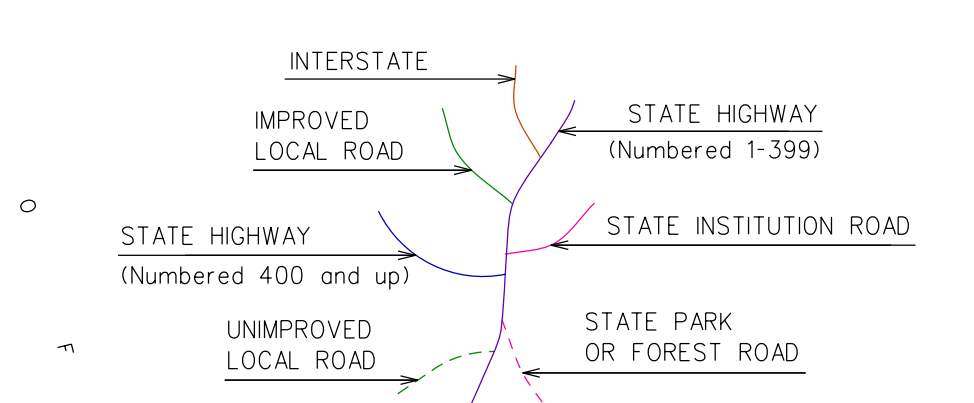 INTERSTATE
STATE HIGHWAY
(Numbered 1-399)
IMPROVED
LOCAL ROAD
O
STATE INSTITUTION ROAD
STATE HIGHWAY
(Numbered 400 and up)
STATE PARK
OR FOREST ROAD
UNIMPROVED
LOCAL ROAD
F